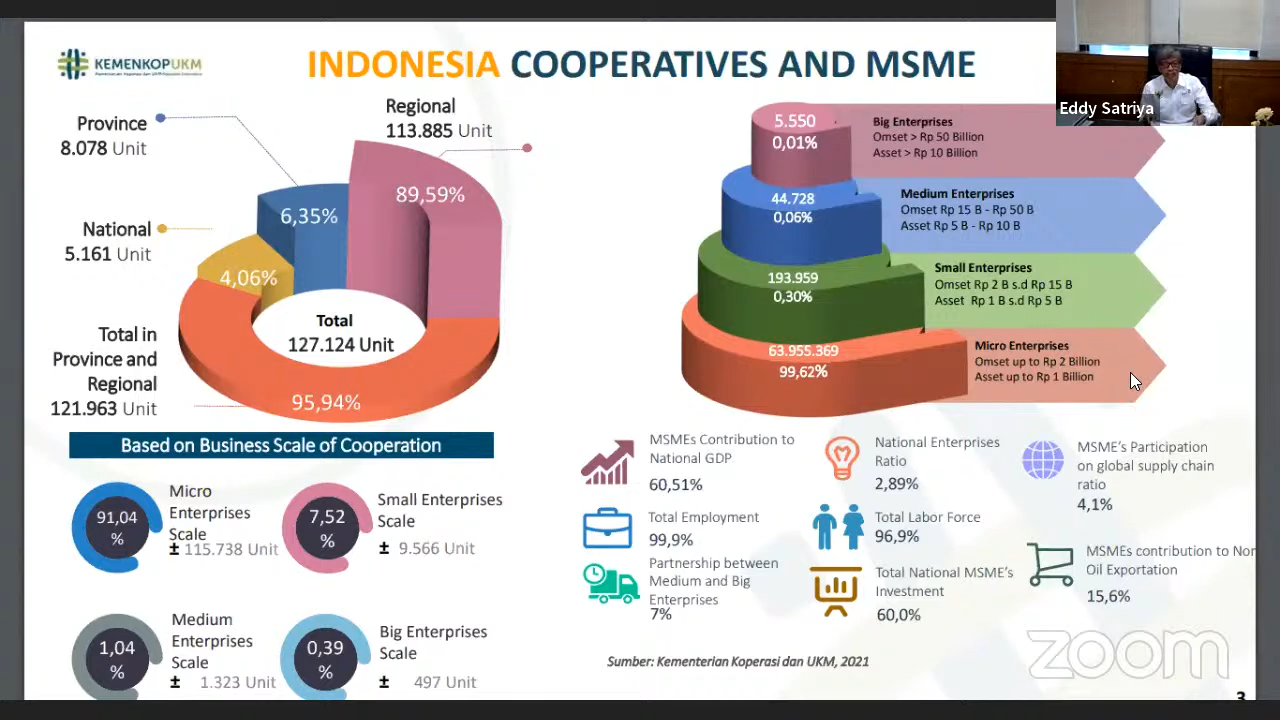 KEMENKOPUKM
INDONESIA COOPERATIVES AND MSME
Eddy Satriya
Province
8.078 Unit
Regional
113.885 Unit
National
5.161 Unit
Total in
Province and
Regional
121.963 Unit
6,35%
89,59%
4,06%
95,94%
Total
127.124 Unit
5.550
0,01%
Big Enterprises
Omset > Rp 50 Billion
Asset > Rp 10 Billion
44.728
0,06%
Medium Enterprises
Omset Rp 15 B - Rp 50 B
Asset Rp 5 B - Rp 10 B
193.959
0,30%
Small Enterprises
Omset Rp 2 B s.d Rp 15 B
Asset Rp 1 B s.d Rp 5 B
63.955.369
99,62%
Micro Enterprises
Omset up to Rp 2 Billion
Asset up to Rp 1 Billion
Based on Business Scale of Cooperation
91,04
%
Micro
Enterprises
Scale
± 115.738 Unit
7,52
%
Small Enterprises
Scale
± 9.566 Unit
1,04
%
Medium
Enterprises
Scale
± 1.323 Unit
0,39
%
Big Enterprises
Scale
± 497 Unit
MSMEs Contribution to
National GDP
60,51%
National Enterprises
Ratio
2,89%
MSME's Participation
on global supply chain
ratio
4,1%
Total Employment
99,9%
Total Labor Force
96,9%
Partnership between
Medium and Big
Enterprises
7%
Total National MSME's
Investment
60,0%
MSMEs contribution to Non
Oil Exportation
15,6%
Sumber: Kementerian Koperasi dan UKM, 2021
zoom
3